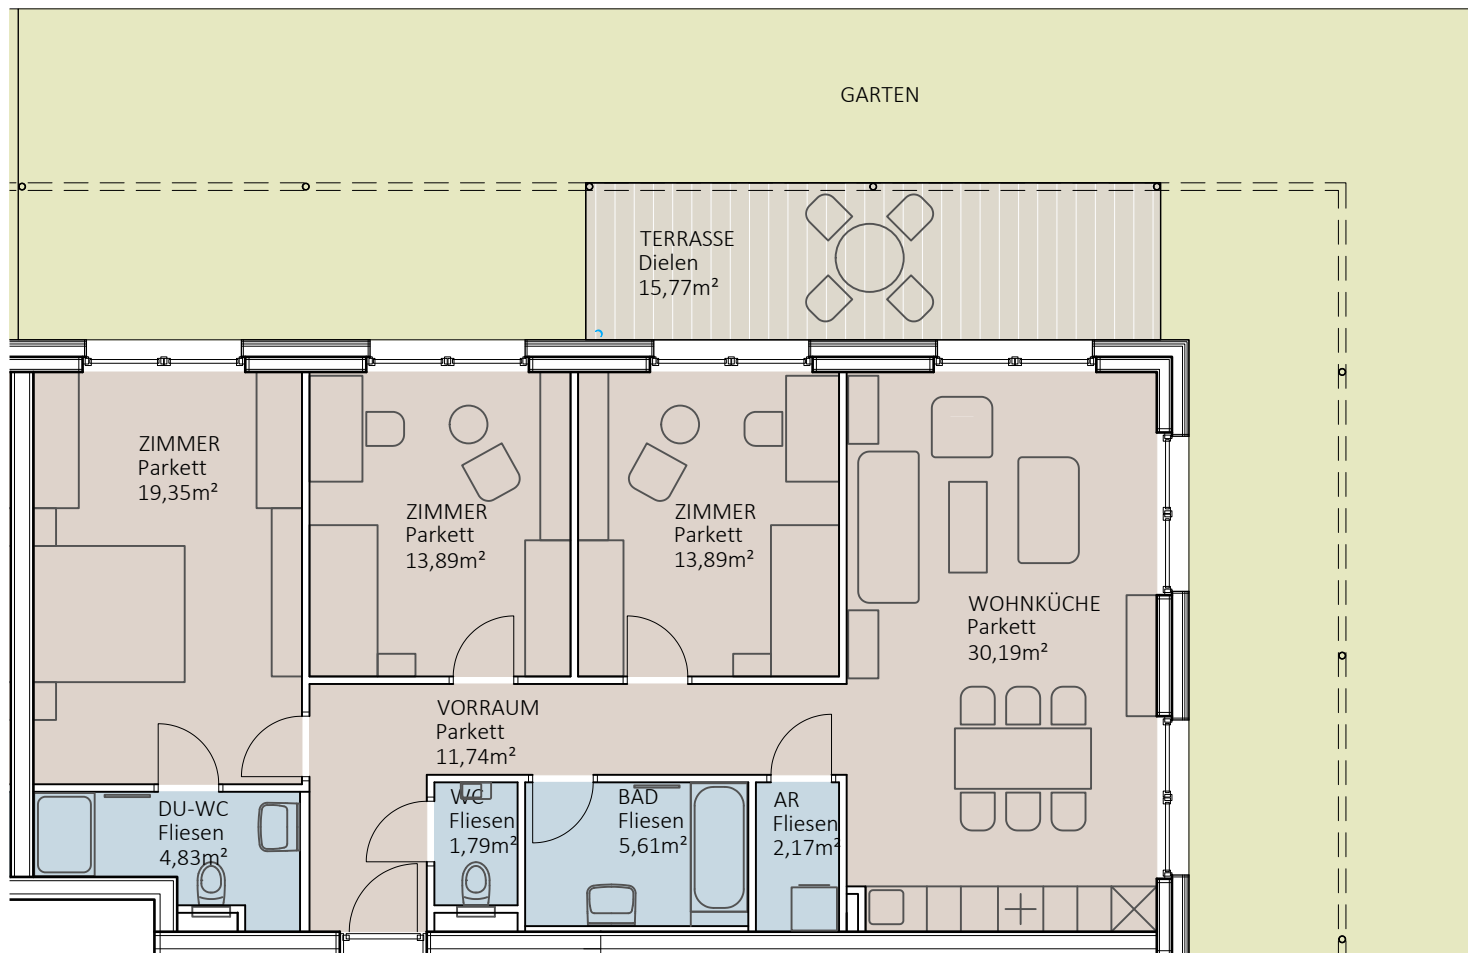 GARTEN
TERRASSE
Dielen
15,77m²
ZIMMER
Parkett
19,35m²
ZIMMER
Parkett
13,89m²
ZIMMER
Parkett
13,89m²
WOHNKÜCHE
Parkett
30,19m²
VORRAUM
Parkett
11,74m²
DU-WC
Fliesen
4,83m²
WC
Fliesen
1,79m²
BAD
Fliesen
5,61m²
AR
Fliesen
2,17m²